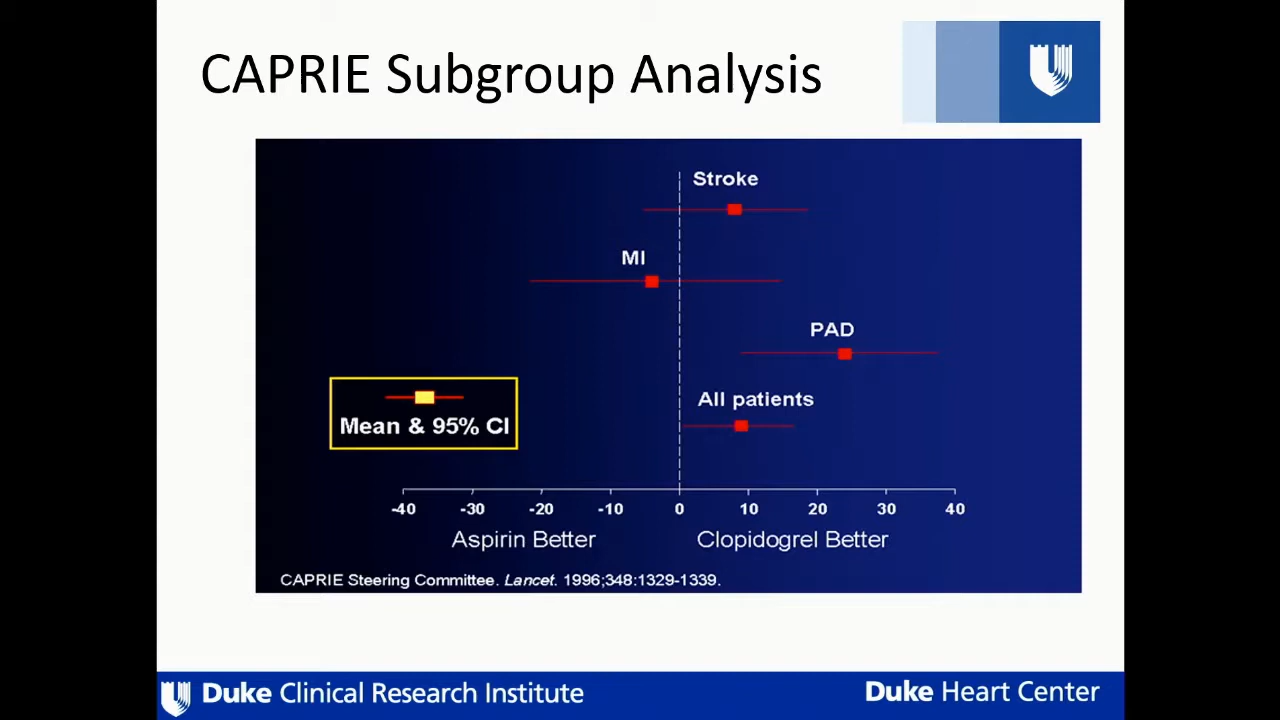 CAPRIE Subgroup Analysis
Stroke
MI
PAD
All patients
Mean & 95% CI
-40 -30 -20 -10 0 10 20 30 40
Aspirin Better Clopidogrel Better
CAPRIE Steering Committee. Lancet. 1996;348:1329-1339.
Duke Clinical Research Institute Duke Heart Center